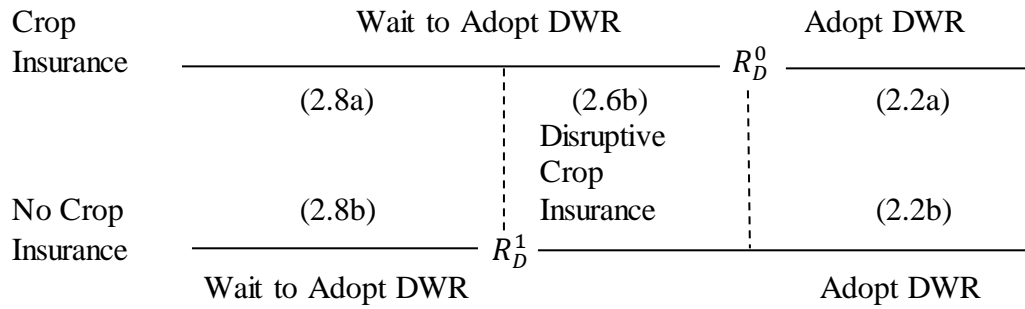 Crop Wait to Adopt DWR Adopt DWR
Insurance R_D^0
(2.8a) (2.6b) (2.2a)
Disruptive
Crop
No Crop (2.8b) Insurance (2.2b)
Insurance R_D^1
Wait to Adopt DWR Adopt DWR